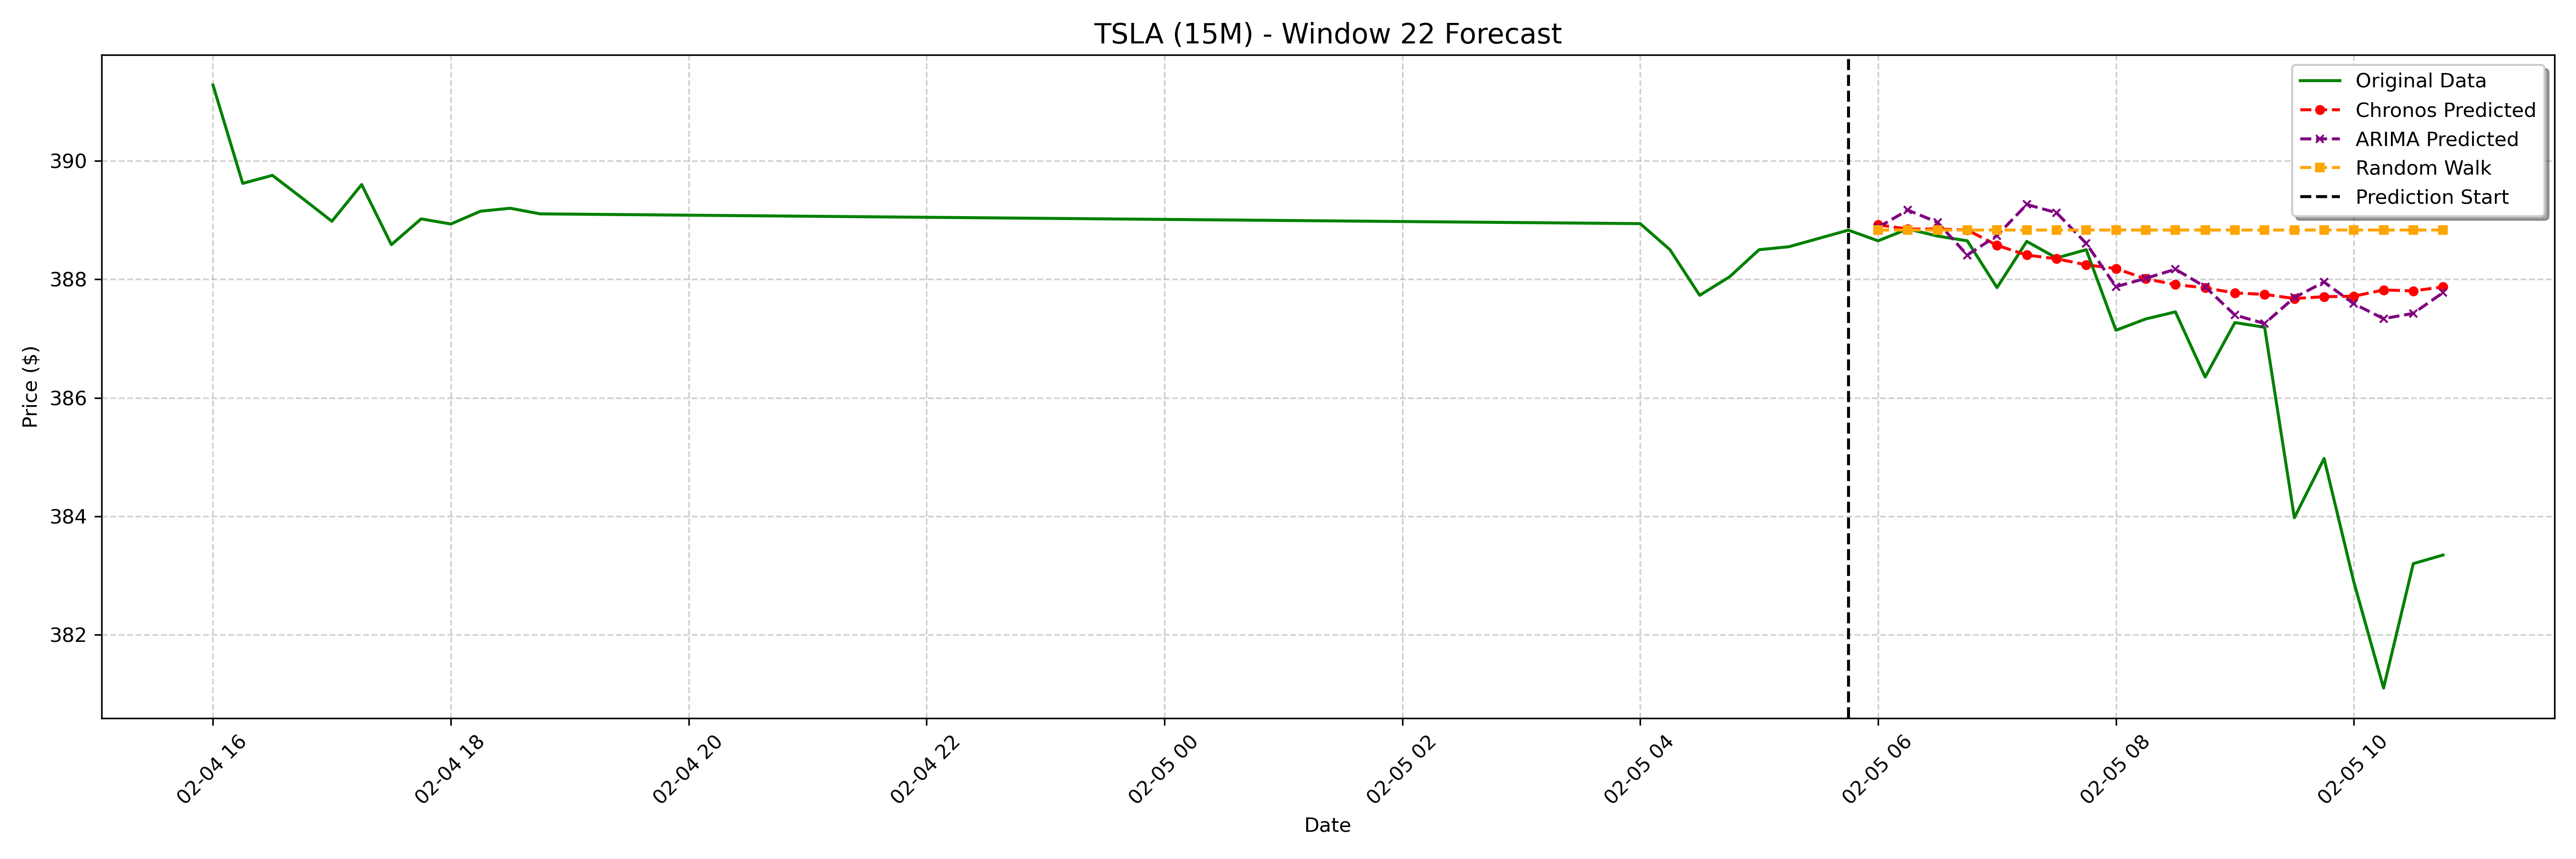 TSLA (15M) - Window 22 Forecast
Original Data
Chronos Predicted
ARIMA Predicted
Random Walk
Prediction Start
Price ($)
390
388
386
384
382
02-04 16
02-04 18
02-04 20
02-04 22
02-05 00
02-05 02
02-05 04
02-05 06
02-05 08
02-05 10
Date